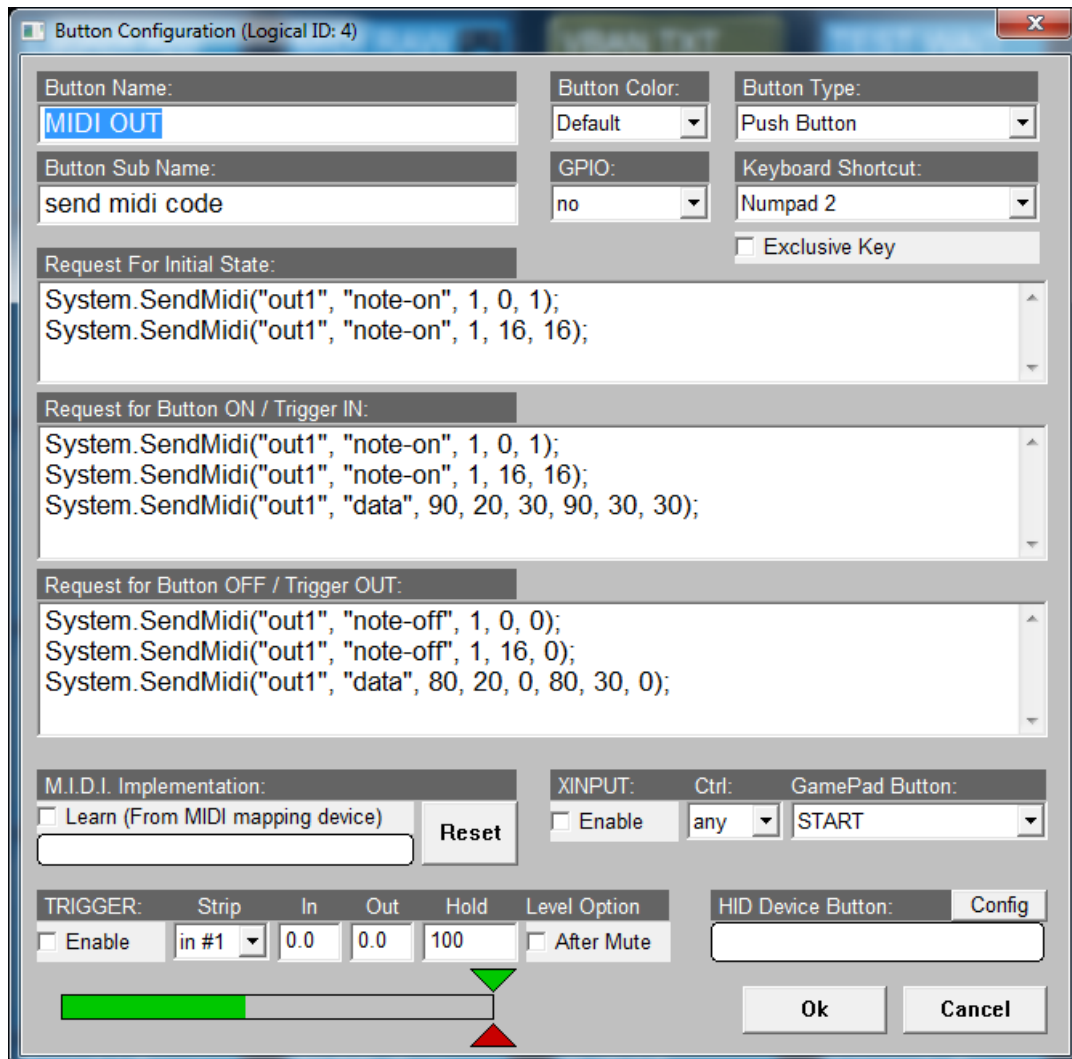 Button Configuration (Logical ID: 4)
VBAN TXT
Button Name:
Button Color:
Button Type:
MIDI OUT
Default
Push Button
Button Sub Name:
GPIO:
Keyboard Shortcut:
send midi code
no
Numpad 2
Exclusive Key
Request For Initial State:
System.SendMidi("out1", "note-on", 1, 0, 1);
System.SendMidi("out1", "note-on", 1, 16, 16);
Request for Button ON / Trigger IN:
System.SendMidi("out1", "note-on", 1, 0, 1);
System.SendMidi("out1", "note-on", 1, 16, 16);
System.SendMidi("out1", "data", 90, 20, 30, 90, 30, 30);
Request for Button OFF / Trigger OUT:
System.SendMidi("out1", "note-off", 1, 0, 0);
System.SendMidi("out1", "note-off", 1, 16, 0);
System.SendMidi("out1", "data", 80, 20, 0, 80, 30, 0);
M.I.D.I. Implementation:
XINPUT: Ctrl: GamePad Button:
Learn (From MIDI mapping device)
Reset
Enable
any
START
TRIGGER: Strip In Out Hold Level Option
HID Device Button:
Config
Enable
in #1
0.0
0.0
100
After Mute
Ok
Cancel